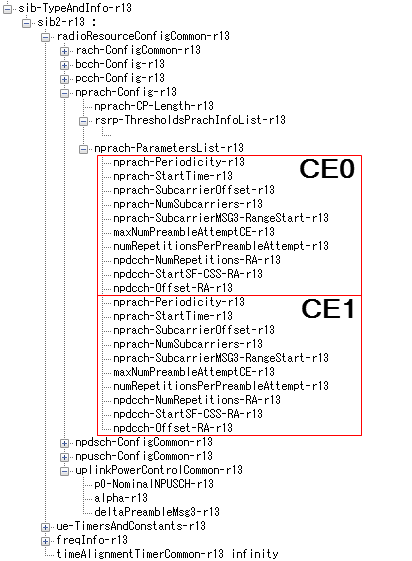 sib-TypeAndInfo-r13
sib2-r13 :
radioResourceConfigCommon-r13
rach-ConfigCommon-r13
bcch-Config-r13
pcch-Config-r13
nprach-Config-r13
nprach-CP-Length-r13
rsrp-ThresholdsPrachInfoList-r13
nprach-ParametersList-r13
nprach-Periodicity-r13
CE0
nprach-StartTime-r13
nprach-SubcarrierOffset-r13
nprach-NumSubcarriers-r13
nprach-SubcarrierMSG3-RangeStart-r13
maxNumPreambleAttemptCE-r13
numRepetitionsPerPreambleAttempt-r13
npdcch-NumRepetitions-RA-r13
npdcch-StartSF-CSS-RA-r13
npdcch-Offset-RA-r13
nprach-Periodicity-r13
CE1
nprach-StartTime-r13
nprach-SubcarrierOffset-r13
nprach-NumSubcarriers-r13
nprach-SubcarrierMSG3-RangeStart-r13
maxNumPreambleAttemptCE-r13
numRepetitionsPerPreambleAttempt-r13
npdcch-NumRepetitions-RA-r13
npdcch-StartSF-CSS-RA-r13
npdcch-Offset-RA-r13
npdsch-ConfigCommon-r13
npusch-ConfigCommon-r13
uplinkPowerControlCommon-r13
p0-NominalNPUSCH-r13
alpha-r13
deltaPreambleMsg3-r13
ue-TimersAndConstants-r13
freqInfo-r13
timeAlignmentTimerCommon-r13 infinity